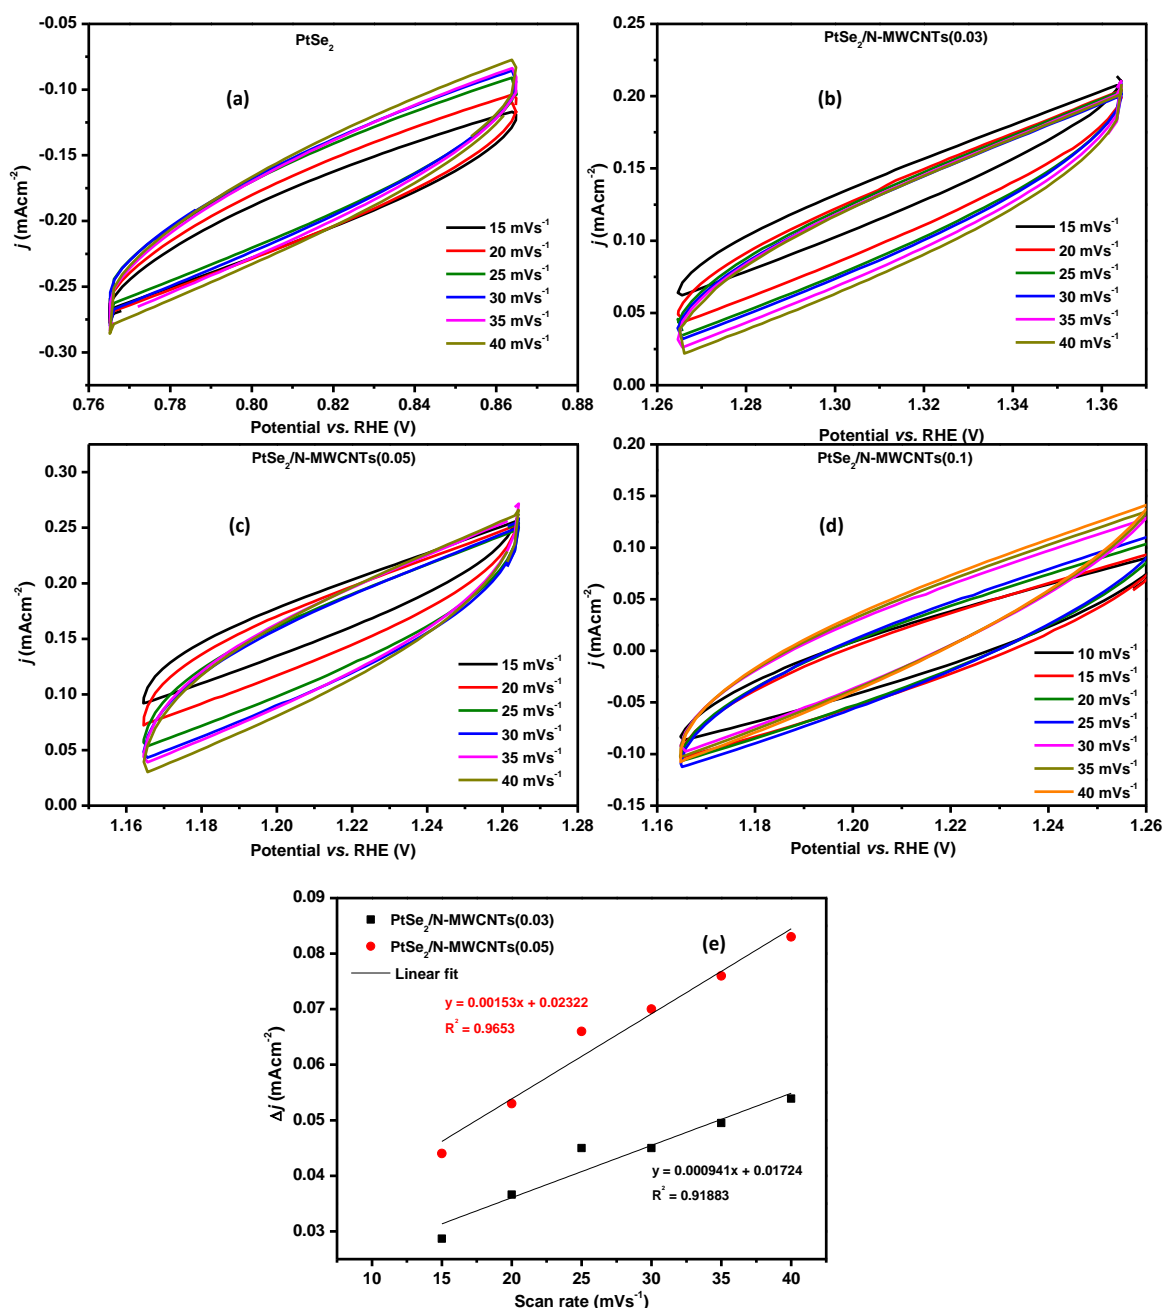 PtSe2
(a)
-0.05
-0.10
-0.15
-0.20
-0.25
-0.30
j (mAcm-2)
15 mVs-1
20 mVs-1
25 mVs-1
30 mVs-1
35 mVs-1
40 mVs-1
0.76 0.78 0.80 0.82 0.84 0.86 0.88
Potential vs. RHE (V)
PtSe2/N-MWCNTs(0.03)
(b)
0.25
0.20
0.15
0.10
0.05
0.00
j (mAcm-2)
15 mVs-1
20 mVs-1
25 mVs-1
30 mVs-1
35 mVs-1
40 mVs-1
1.26 1.28 1.30 1.32 1.34 1.36
Potential vs. RHE (V)
PtSe2/N-MWCNTs(0.05)
(c)
0.30
0.25
0.20
0.15
0.10
0.05
0.00
j (mAcm-2)
15 mVs-1
20 mVs-1
25 mVs-1
30 mVs-1
35 mVs-1
40 mVs-1
1.16 1.18 1.20 1.22 1.24 1.26 1.28
Potential vs. RHE (V)
PtSe2/N-MWCNTs(0.1)
(d)
0.20
0.15
0.10
0.05
0.00
-0.05
-0.10
-0.15
j (mAcm-2)
10 mVs-1
15 mVs-1
20 mVs-1
25 mVs-1
30 mVs-1
35 mVs-1
40 mVs-1
1.16 1.18 1.20 1.22 1.24 1.26
Potential vs. RHE (V)
0.09
0.08
0.07
0.06
0.05
0.04
0.03
Δj (mAcm-2)
PtSe2/N-MWCNTs(0.03)
PtSe2/N-MWCNTs(0.05)
Linear fit
(e)
y = 0.00153x + 0.02322
R2 = 0.9653
y = 0.000941x + 0.01724
R2 = 0.91883
10 15 20 25 30 35 40
Scan rate (mVs-1)